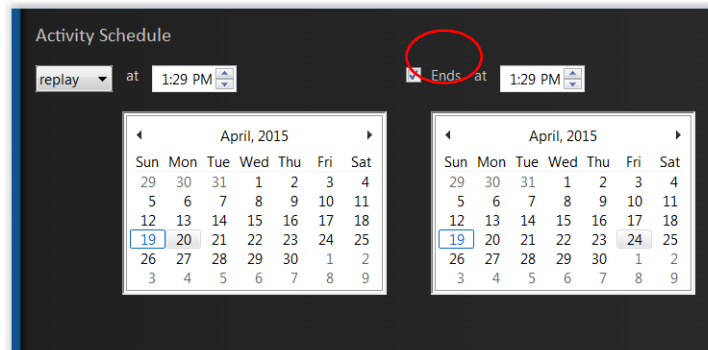 Activity Schedule
replay at 1:29 PM Ends at 1:29 PM
April, 2015
Sun Mon Tue Wed Thu Fri Sat
29 30 31 1 2 3 4
5 6 7 8 9 10 11
12 13 14 15 16 17 18
19 20 21 22 23 24 25
26 27 28 29 30 1 2
3 4 5 6 7 8 9
April, 2015
Sun Mon Tue Wed Thu Fri Sat
29 30 31 1 2 3 4
5 6 7 8 9 10 11
12 13 14 15 16 17 18
19 20 21 22 23 24 25
26 27 28 29 30 1 2
3 4 5 6 7 8 9